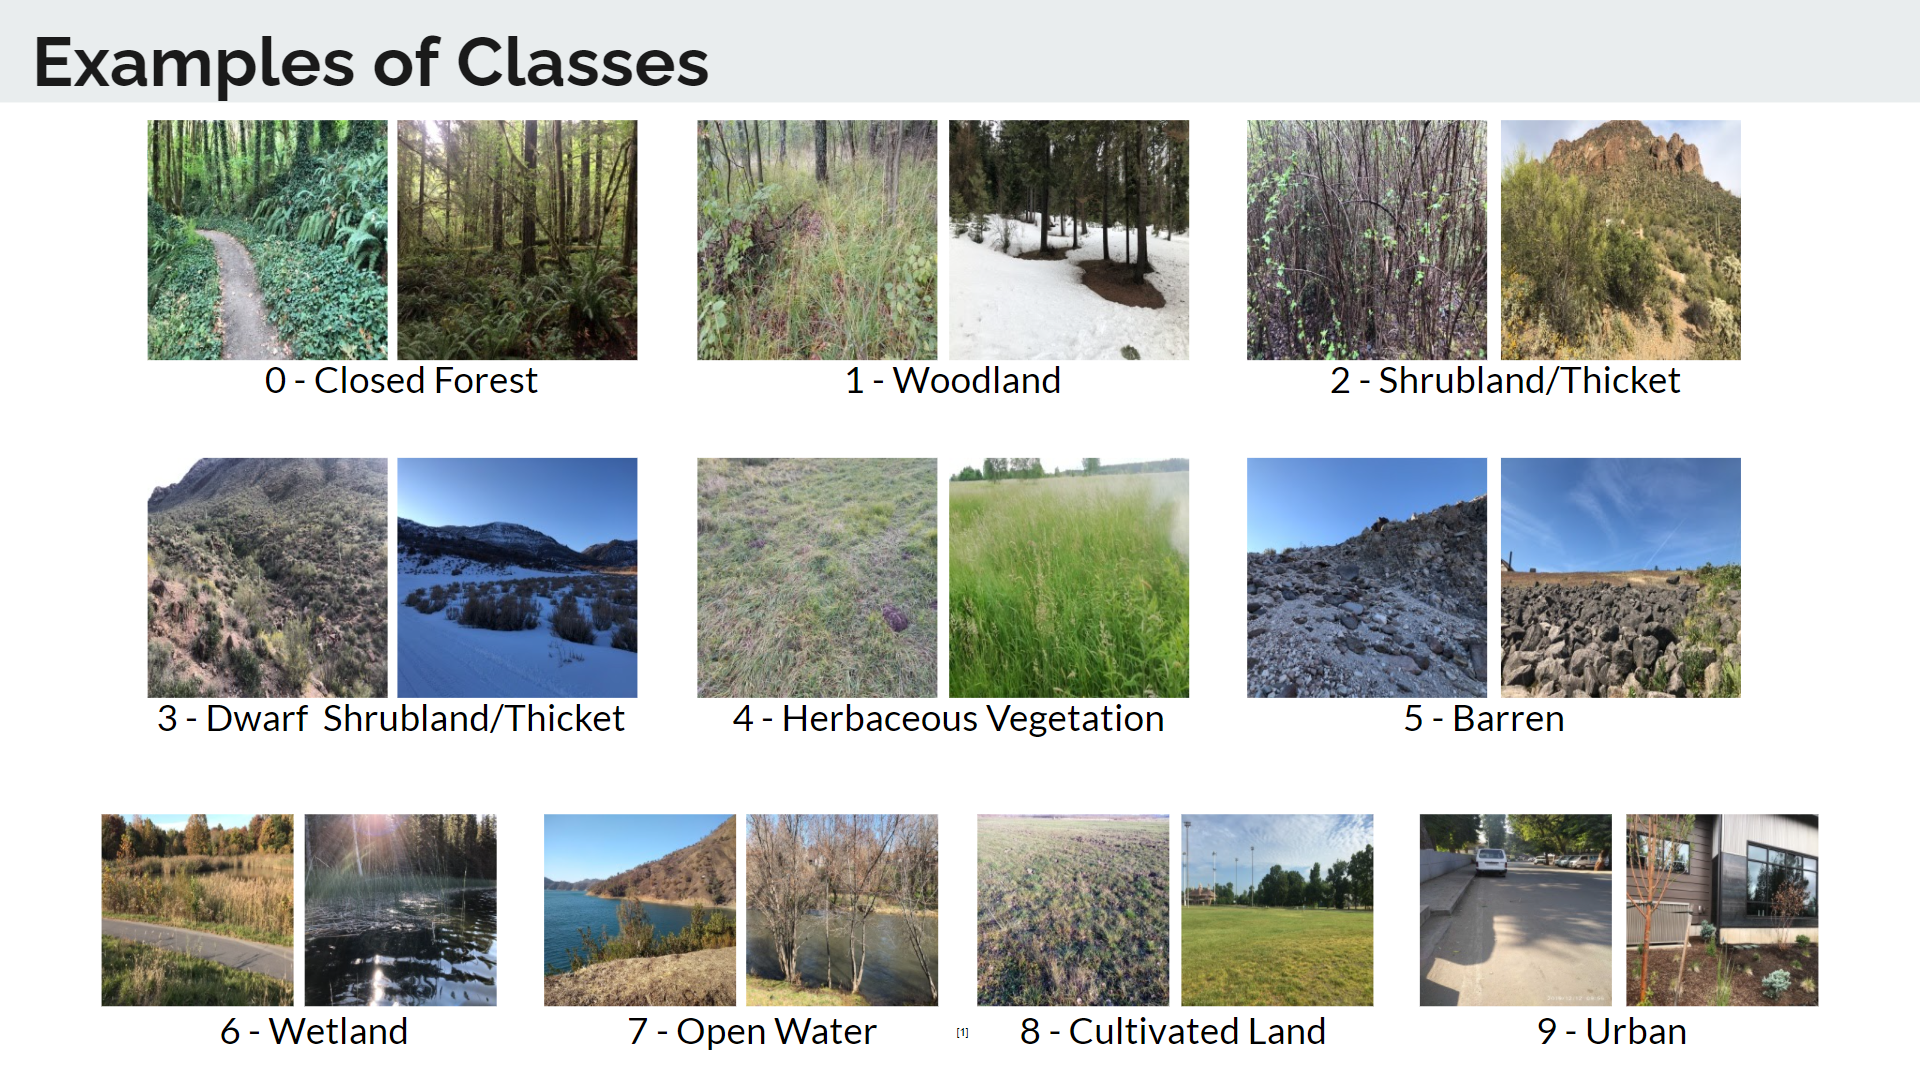 Examples of Classes
0 - Closed Forest
1 - Woodland
2 - Shrubland/Thicket
3 - Dwarf  Shrubland/Thicket
4 - Herbaceous Vegetation
5 - Barren
6 - Wetland
7 - Open Water
[1]
8 - Cultivated Land
9 - Urban